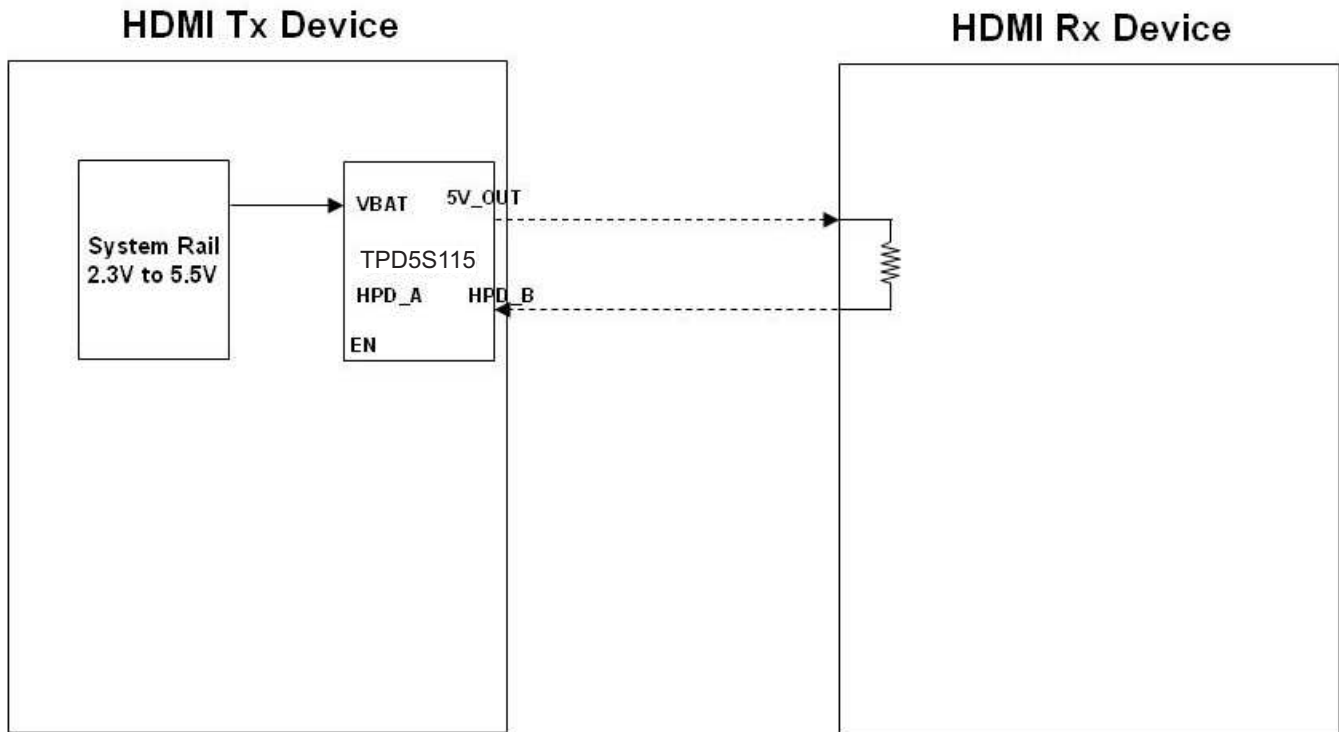 HDMI Tx Device
HDMI Rx Device
System Rail
2.3V to 5.5V
VBAT
5V_OUT
TPD5S115
HPD_A
HPD_B
EN